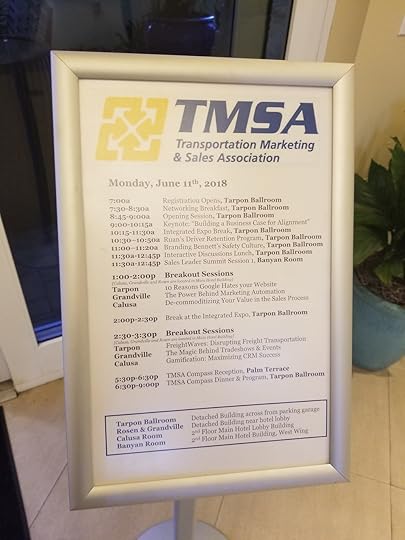 TMSA
Transportation Marketing
& Sales Association
Monday, June 11th, 2018
7:00a Registration Opens, Tarpon Ballroom
7:30-8:30a Networking Breakfast, Tarpon Ballroom
8:45-9:00a Opening Session, Tarpon Ballroom
9:00-10:15a Keynote: "Building a Business Case for Alignment"
10:15-11:30a Integrated Expo Break, Tarpon Ballroom
10:30–10:50a Ruan's Driver Retention Program, Tarpon Ballroom
11:00–11:20a Branding Bennett's Safety Culture, Tarpon Ballroom
11:30a-12:45p Interactive Discussions Lunch, Tarpon Ballroom
11:30a-12:45p Sales Leader Summit Session 1, Banyan Room
1:00-2:00p Breakout Sessions
Tarpon 10 Reasons Google Hates your Website
Grandville The Power Behind Marketing Automation
Calusa De-commoditizing Your Value in the Sales Process
2:00p-2:30p Break at the Integrated Expo, Tarpon Ballroom
2:30-3:30p Breakout Sessions
Tarpon FreightWaves: Disrupting Freight Transportation
Grandville The Magic Behind Tradeshows & Events
Calusa Gamification: Maximizing CRM Success
5:30p-6:30p TMSA Compass Reception, Palm Terrace
6:30p-9:00p TMSA Compass Dinner & Program, Tarpon Ballroom
Tarpon Ballroom Detached Building across from parking garage
Rosen & Grandville Detached Building near hotel lobby
Calusa Room 2nd Floor Main Hotel Lobby Building
Banyan Room 2nd Floor Main Hotel Building, West Wing